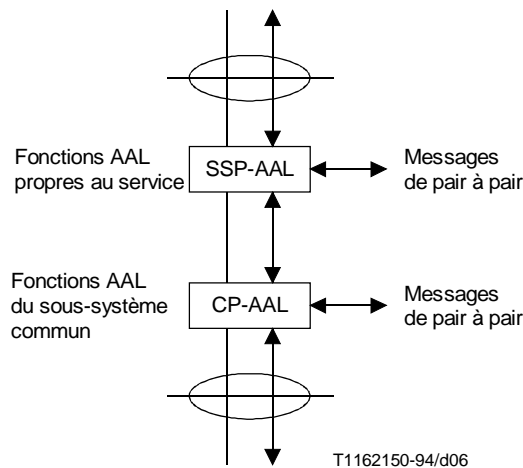 Fonctions AAL
propres au service
SSP-AAL
Messages
de pair à pair
Fonctions AAL
du sous-système
commun
CP-AAL
Messages
de pair à pair
T1162150-94/d06